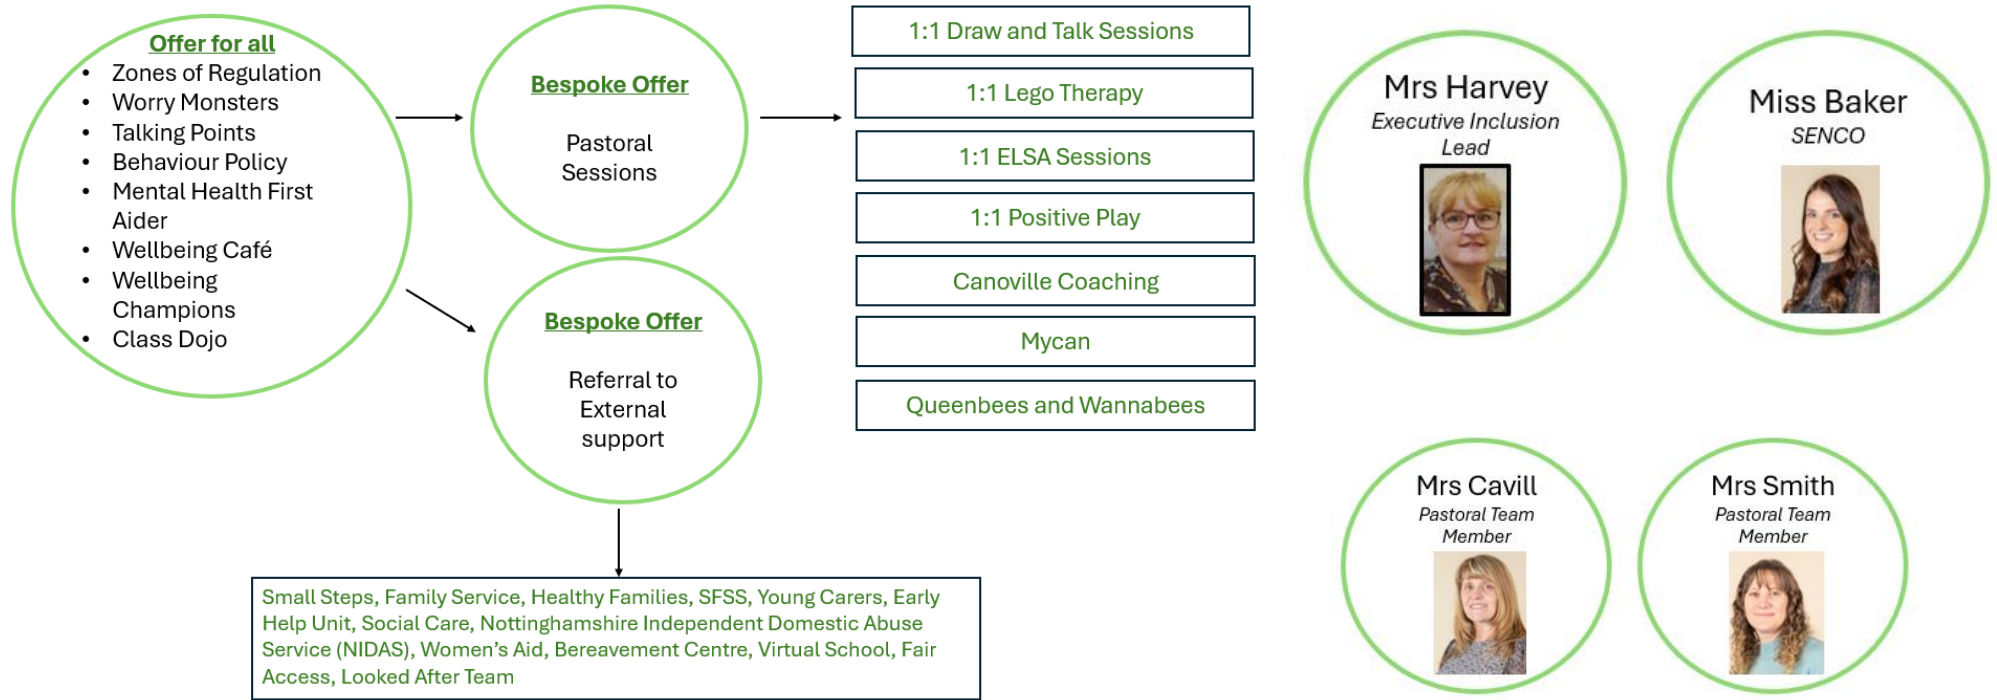 Offer for all
• Zones of Regulation
• Worry Monsters
• Talking Points
• Behaviour Policy
• Mental Health First
Aider
• Wellbeing Café
• Wellbeing
Champions
• Class Dojo
Bespoke Offer
Pastoral
Sessions
Bespoke Offer
Referral to
External
support
1:1 Draw and Talk Sessions
1:1 Lego Therapy
1:1 ELSA Sessions
1:1 Positive Play
Canoville Coaching
Mycan
Queenbees and Wannabees
Small Steps, Family Service, Healthy Families, SFSS, Young Carers, Early
Help Unit, Social Care, Nottinghamshire Independent Domestic Abuse
Service (NIDAS), Women's Aid, Bereavement Centre, Virtual School, Fair
Access, Looked After Team
Mrs Harvey
Executive Inclusion
Lead
Miss Baker
SENCO
Mrs Cavill
Pastoral Team
Member
Mrs Smith
Pastoral Team
Member